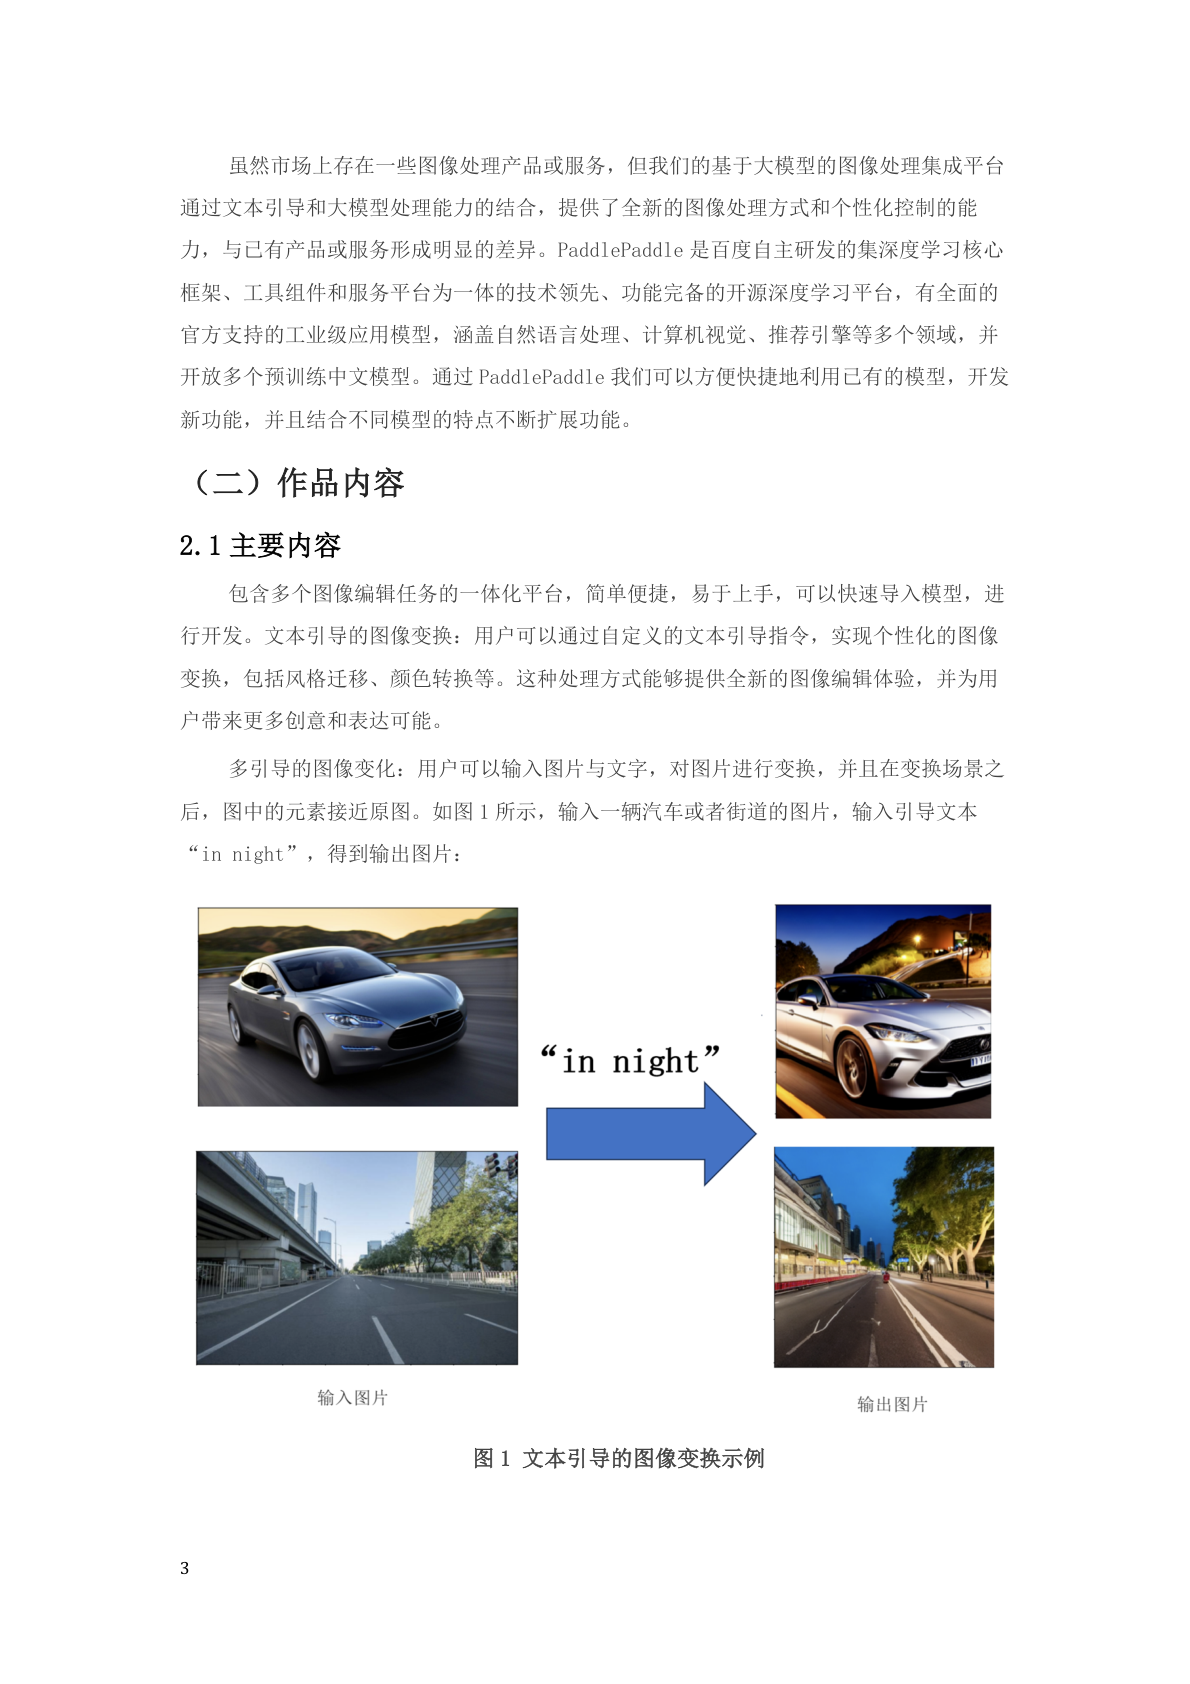 虽然市场上存在一些图像处理产品或服务，但我们的基于大模型的图像处理集成平台
通过文本引导和大模型处理能力的结合，提供了全新的图像处理方式和个性化控制的能
力，与已有产品或服务形成明显的差异。PaddlePaddle 是百度自主研发的集深度学习核心
框架、工具组件和服务平台为一体的技术领先、功能完备的开源深度学习平台，有全面的
官方支持的工业级应用模型，涵盖自然语言处理、计算机视觉、推荐引擎等多个领域，并
开放多个预训练中文模型。通过 PaddlePaddle 我们可以方便快捷地利用已有的模型，开发
新功能，并且结合不同模型的特点不断扩展功能。
（二）作品内容
2.1 主要内容
包含多个图像编辑任务的一体化平台，简单便捷，易于上手，可以快速导入模型，进
行开发。文本引导的图像变换：用户可以通过自定义的文本引导指令，实现个性化的图像
变换，包括风格迁移、颜色转换等。这种处理方式能够提供全新的图像编辑体验，并为用
户带来更多创意和表达可能。
多引导的图像变化：用户可以输入图片与文字，对图片进行变换，并且在变换场景之
后，图中的元素接近原图。如图 1 所示，输入一辆汽车或者街道的图片，输入引导文本
“in night”，得到输出图片：
“in night”
输入图片
输出图片
图 1 文本引导的图像变换示例
3